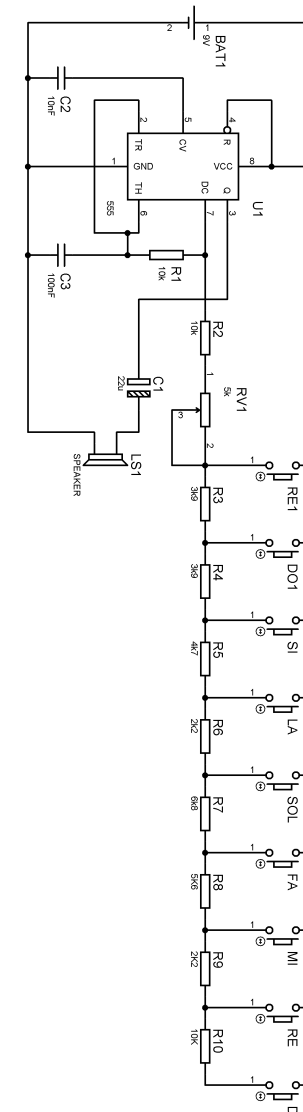 BAT1
9V
2
1
C2
10nF
2
5
4
TR
CV
R
1
GND
VCC
8
TH
DC
Q
6
7
3
U1
555
C3
100nF
R1
10k
R2
10k
C1
22u
1
RV1
5k
3
2
LS1
SPEAKER
1
RE1
R3
3k9
1
DO1
R4
3k9
1
SI
R5
4k7
1
LA
R6
2k2
1
SOL
R7
6k8
1
FA
R8
5K6
1
MI
R9
2K2
1
RE
R10
10K
1